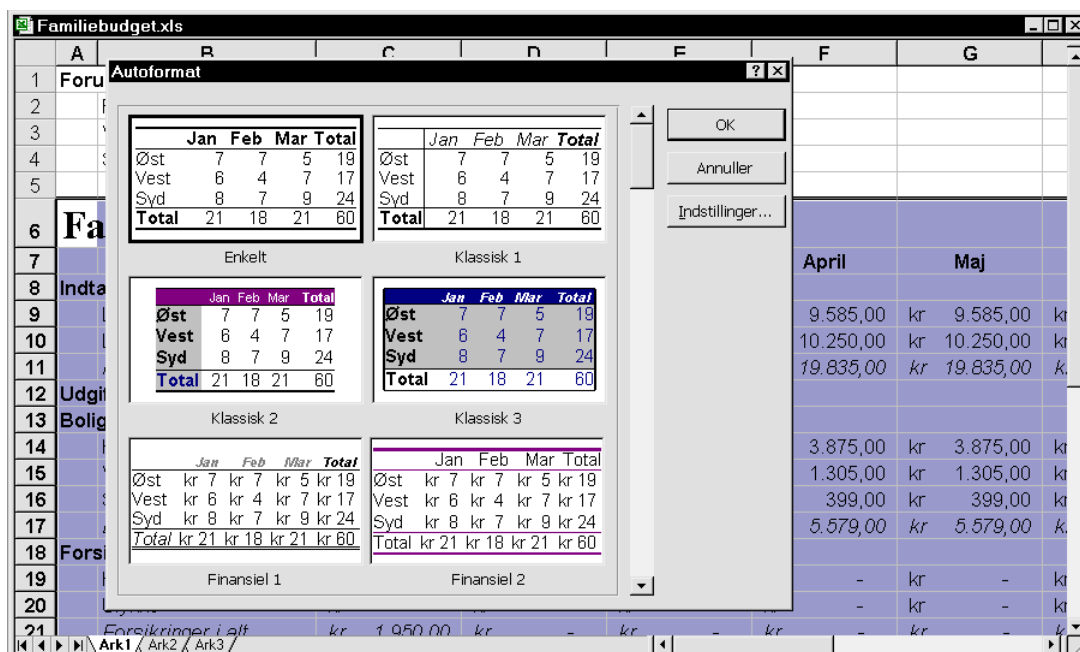 Familiebudget.xls
A B C D E F G
Autoformat
1 Foru
2
3
4
5
6 Fa
7 April Maj
8 Indta
9 9.585,00 kr 9.585,00 kr
10 10.250,00 kr 10.250,00 kr
11 19.835,00 kr 19.835,00 k.
12 Udgif
13 Bolig
14 3.875,00 kr 3.875,00 kr
15 1.305,00 kr 1.305,00 kr
16 399,00 kr 399,00 kr
17 5.579,00 kr 5.579,00 k.
18 Forsi
19 - kr - kr
20 - kr - kr
21 Forsikringer i alt kr 1.950,00 kr - kr - kr - kr - k
Jan Feb Mar Total
Øst 7 7 5 19
Vest 6 4 7 17
Syd 8 7 9 24
Total 21 18 21 60
Enkelt
Jan Feb Mar Total
Øst 7 7 5 19
Vest 6 4 7 17
Syd 8 7 9 24
Total 21 18 21 60
Klassisk 1
Jan Feb Mar Total
Øst 7 7 5 19
Vest 6 4 7 17
Syd 8 7 9 24
Total 21 18 21 60
Klassisk 2
Jan Feb Mar Total
Øst 7 7 5 19
Vest 6 4 7 17
Syd 8 7 9 24
Total 21 18 21 60
Klassisk 3
Jan Feb Mar Total
Øst kr 7 kr 7 kr 5 kr 19
Vest kr 6 kr 4 kr 7 kr 17
Syd kr 8 kr 7 kr 9 kr 24
Total kr 21 kr 18 kr 21 kr 60
Finansiel 1
Jan Feb Mar Total
Øst kr 7 kr 7 kr 5 kr 19
Vest kr 6 kr 4 kr 7 kr 17
Syd kr 8 kr 7 kr 9 kr 24
Total kr 21 kr 18 kr 21 kr 60
Finansiel 2
OK
Annuller
Indstillinger...
Ark1 / Ark2 / Ark3 /